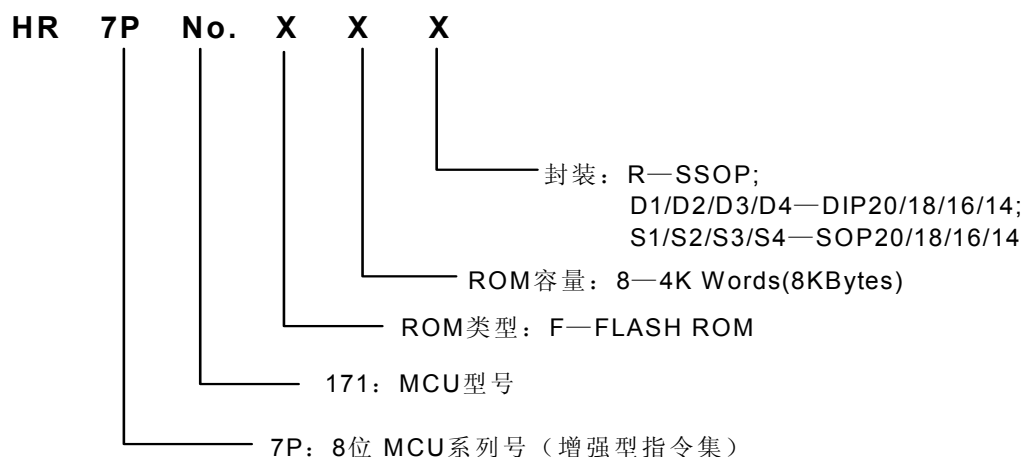 HR 7P No. X X X
封装：R—SSOP;
D1/D2/D3/D4—DIP20/18/16/14;
S1/S2/S3/S4—SOP20/18/16/14
ROM容量：8—4K Words(8KBytes)
ROM类型：F—FLASH ROM
171：MCU型号
7P：8位 MCU系列号（增强型指令集）